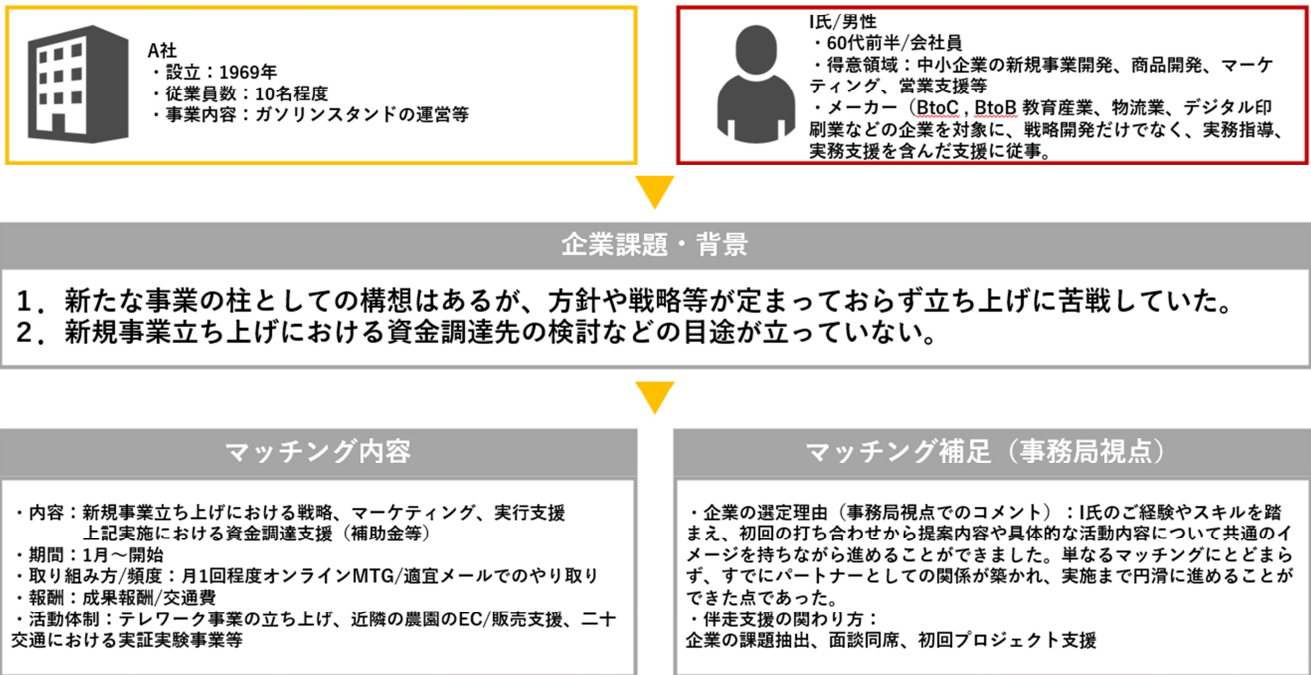 A社
・設立：1969年
・従業員数：10名程度
・事業内容：ガソリンスタンドの運営等
I氏/男性
・60代前半/会社員
・得意領域：中小企業の新規事業開発、商品開発、マーケ
ティング、営業支援等
・メーカー（BtoC , BtoB 教育産業、物流業、デジタル印
刷業などの企業を対象に、戦略開発だけでなく、実務指導、
実務支援を含んだ支援に従事。
企業課題・背景
１．新たな事業の柱としての構想はあるが、方針や戦略等が定まっておらず立ち上げに苦戦していた。
２．新規事業立ち上げにおける資金調達先の検討などの目途が立っていない。
マッチング内容
・内容：新規事業立ち上げにおける戦略、マーケティング、実行支援
上記実施における資金調達支援（補助金等）
・期間：1月～開始
・取り組み方/頻度：月1回程度オンラインMTG/適宜メールでのやり取り
・報酬：成果報酬/交通費
・活動体制：テレワーク事業の立ち上げ、近隣の農園のEC/販売支援、二十
交通における実証実験事業等
マッチング補足（事務局視点）
・企業の選定理由（事務局視点でのコメント）：I氏のご経験やスキルを踏
まえ、初回の打ち合わせから提案内容や具体的な活動内容について共通のイ
メージを持ちながら進めることができました。単なるマッチングにとどまら
ず、すでにパートナーとしての関係が築かれ、実施まで円滑に進めることが
できた点であった。
・伴走支援の関わり方：
企業の課題抽出、面談同席、初回プロジェクト支援